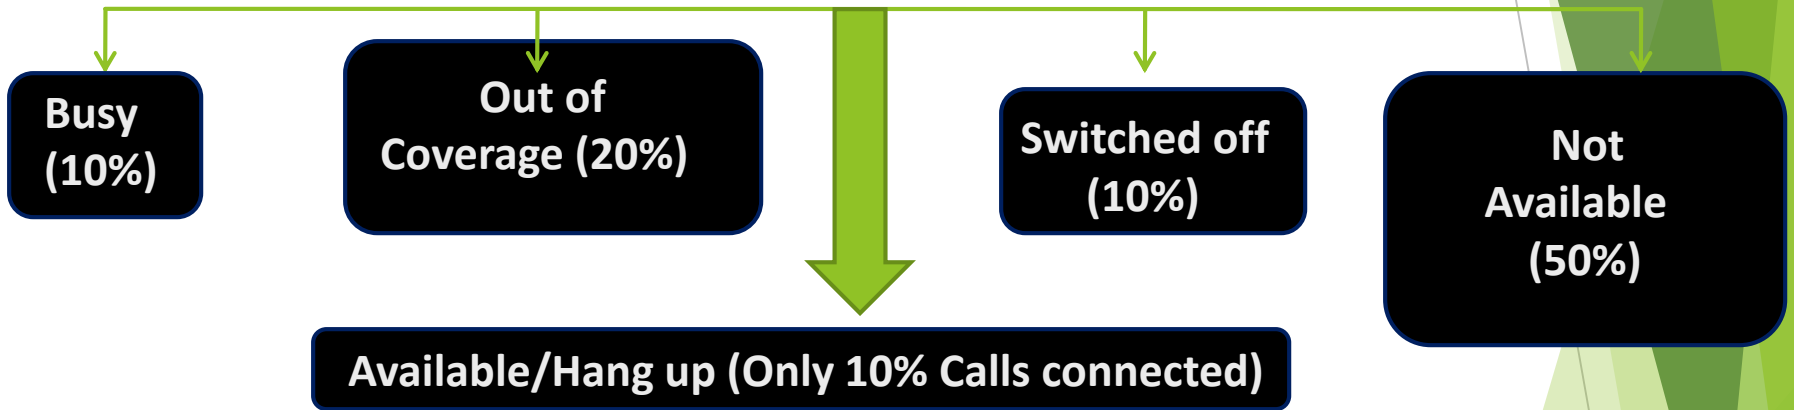 Busy
(10%)
Out of
Coverage (20%)
Switched off
(10%)
Not
Available
(50%)
Available/Hang up (Only 10% Calls connected)